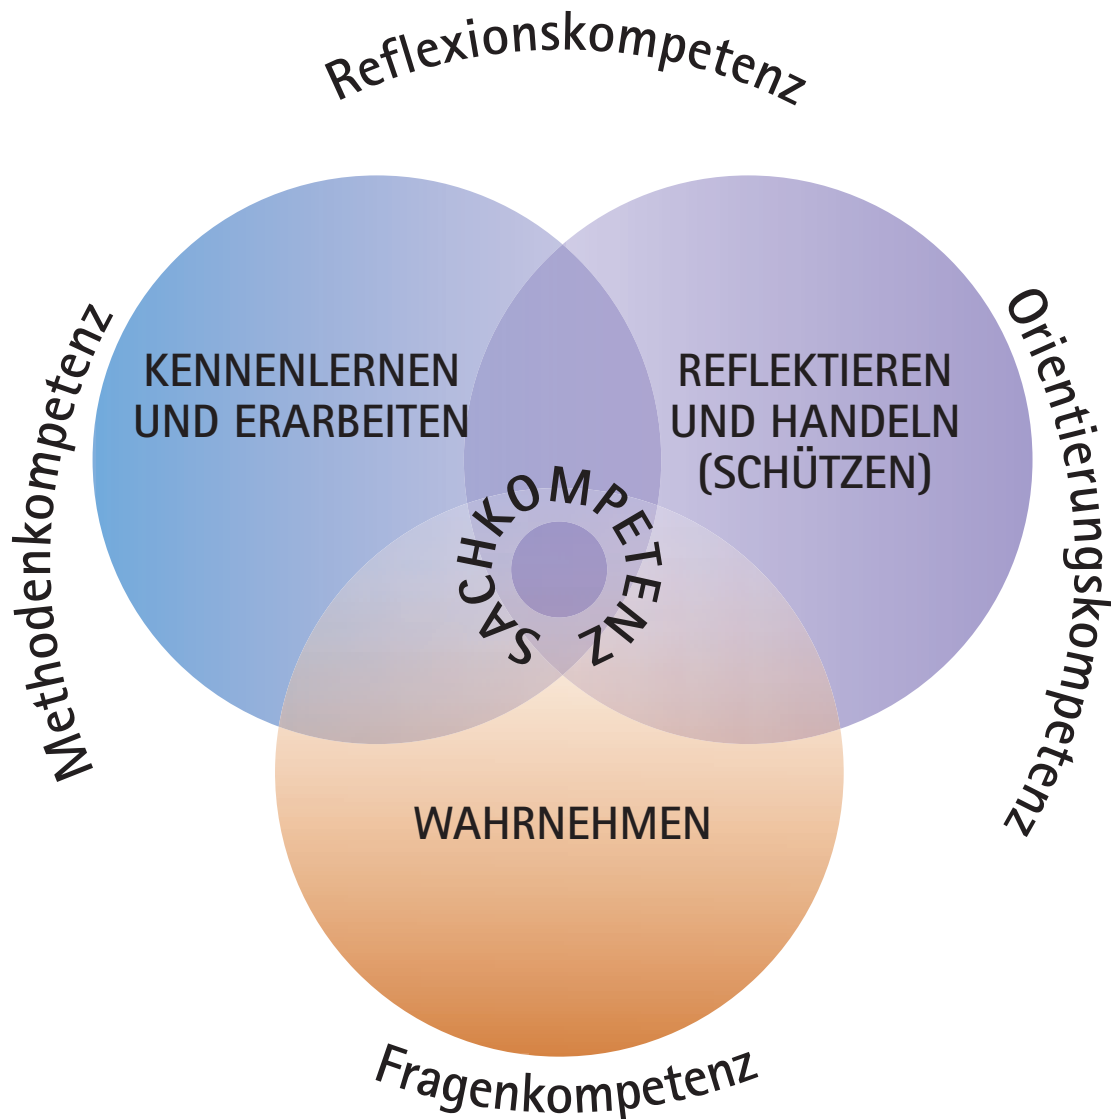 Reflexionskompetenz
Methodenkompetenz
Orientierungskompetenz
KENNENLERNEN
UND ERARBEITEN
REFLEKTIEREN
UND HANDELN
(SCHÜTZEN)
SACHKOMPETENZ
WAHRNEHMEN
Fragenkompetenz